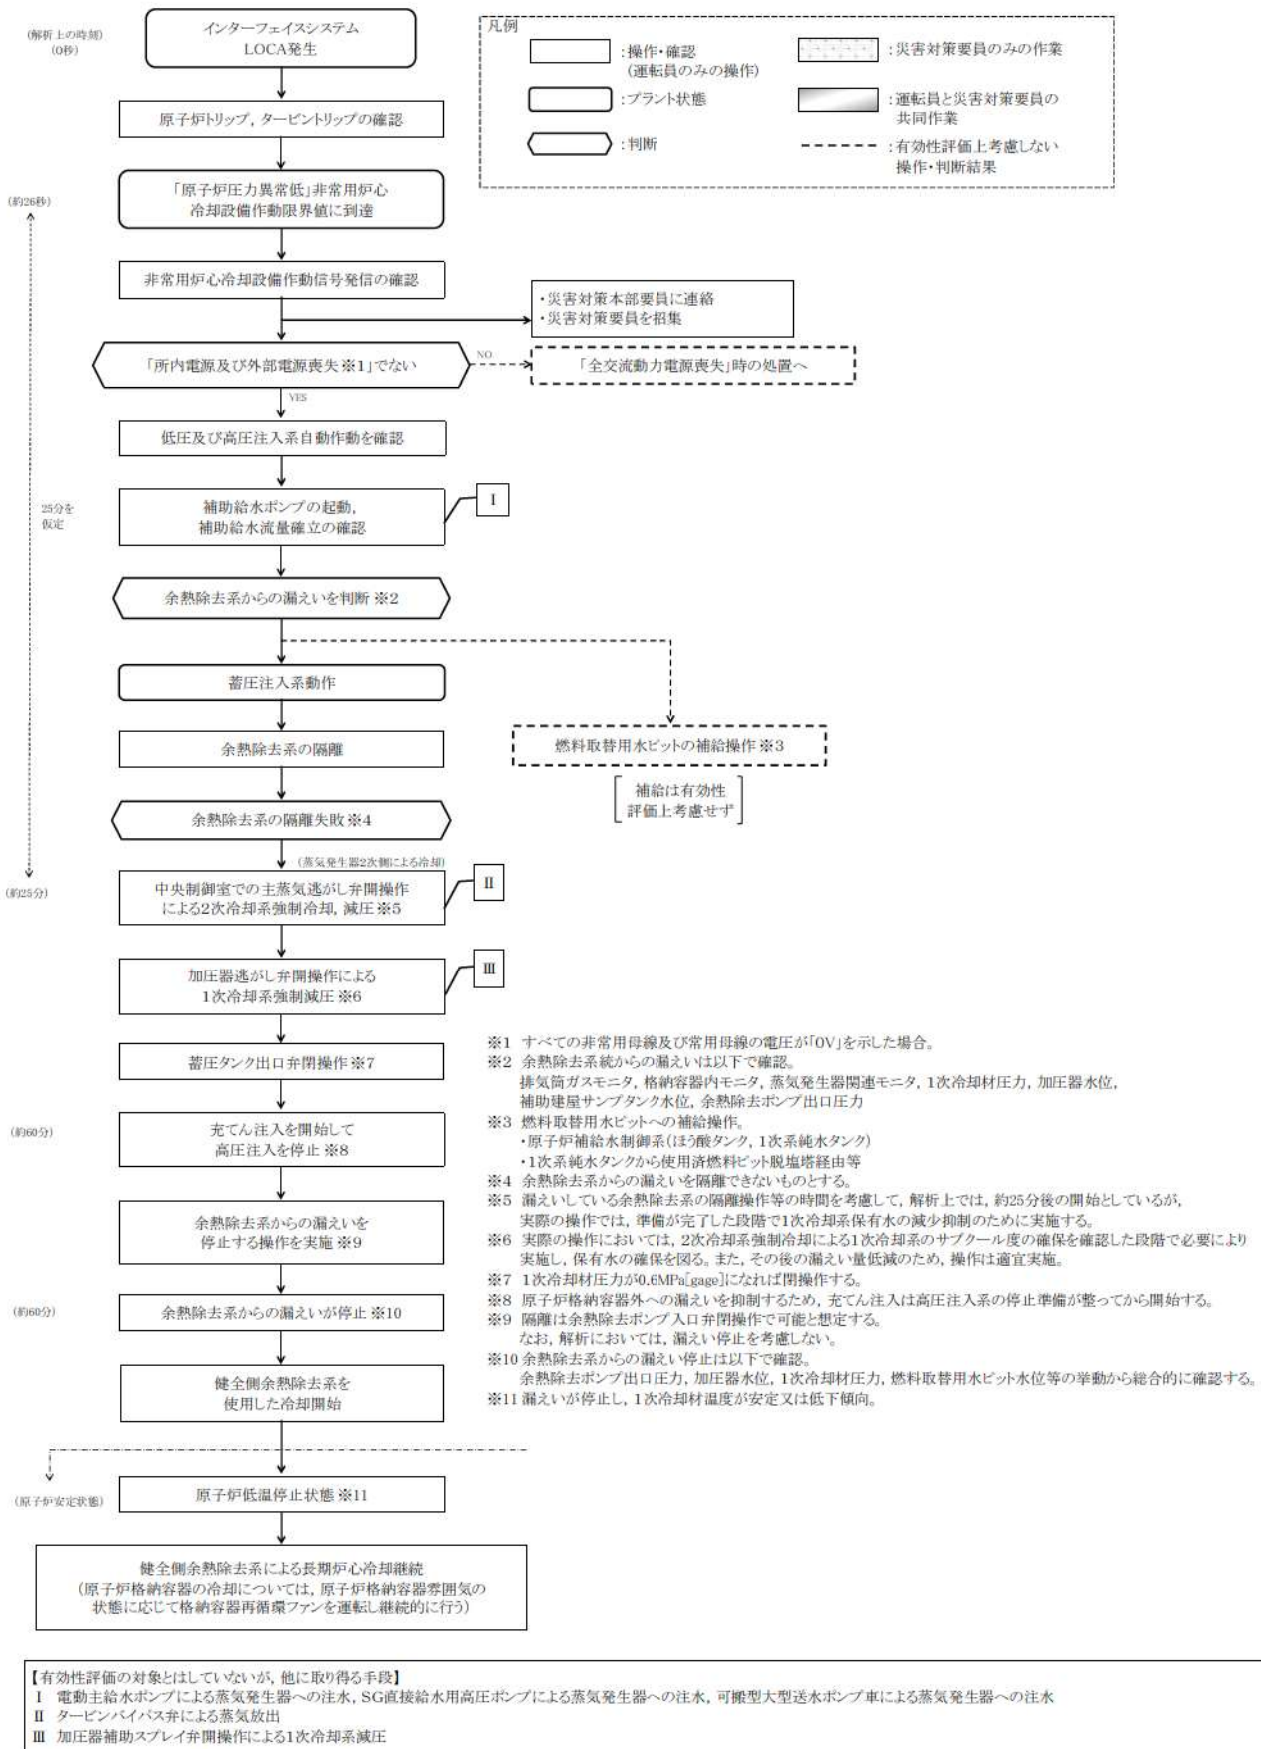 (解析上の時刻)
(0秒)
インターフェイスシステム
LOCA発生
凡例
:操作・確認
(運転員のみの操作)
:災害対策要員のみの作業
:プラント状態
:運転員と災害対策要員の
共同作業
:判断
:有効性評価上考慮しない
操作・判断結果
原子炉トリップ, タービントリップの確認
(約26秒)
「原子炉圧力異常低」非常用炉心
冷却設備作動限界値に到達
非常用炉心冷却設備作動信号発信の確認
・災害対策本部要員に連絡
・災害対策要員を招集
「所内電源及び外部電源喪失※1」でない
NO
「全交流動力電源喪失」時の処置へ
YES
低圧及び高圧注入系自動作動を確認
25分を
仮定
補助給水ポンプの起動,
補助給水流量確立の確認
I
余熱除去系からの漏えいを判断※2
蓄圧注入系動作
余熱除去系の隔離
燃料取替用水ピットの補給操作※3
補給は有効性
評価上考慮せず
余熱除去系の隔離失敗※4
(蒸気発生器2次側による冷却)
(約25分)
中央制御室での主蒸気逃がし弁開操作
による2次冷却系強制冷却, 減圧※5
II
加圧器逃がし弁開操作による
1次冷却系強制減圧※6
III
蓄圧タンク出口弁閉操作※7
(約60分)
充てん注入を開始して
高圧注入を停止※8
余熱除去系からの漏えいを
停止する操作を実施※9
(約60分)
余熱除去系からの漏えいが停止※10
健全側余熱除去系を
使用した冷却開始
(原子炉安定状態)
原子炉低温停止状態※11
健全側余熱除去系による長期炉心冷却継続
(原子炉格納容器の冷却については, 原子炉格納容器雰囲気の
状態に応じて格納容器再循環ファンを運転し継続的に行う)
※1 すべての非常用母線及び常用母線の電圧が「0V」を示した場合。
※2 余熱除去系統からの漏えいは以下で確認。
排気筒ガスモニタ, 格納容器内モニタ, 蒸気発生器関連モニタ, 1次冷却材圧力, 加圧器水位,
補助建屋サンプタンク水位, 余熱除去ポンプ出口圧力
※3 燃料取替用水ピットへの補給操作。
・原子炉補給水制御系(ほう酸タンク, 1次系純水タンク)
・1次系純水タンクから使用済燃料ピット脱塩塔経由等
※4 余熱除去系からの漏えいを隔離できないものとする。
※5 漏えいしている余熱除去系の隔離操作等の時間を考慮して, 解析上では, 約25分後の開始としているが,
実際の操作では, 準備が完了した段階で1次冷却系保有水の減少抑制のために実施する。
※6 実際の操作においては, 2次冷却系強制冷却による1次冷却系のサブクール度の確保を確認した段階で必要により
実施し, 保有水の確保を図る。また, その後の漏えい量低減のため, 操作は適宜実施。
※7 1次冷却材圧力が0.6MPa[gage]になれば閉操作する。
※8 原子炉格納容器外への漏えいを抑制するため, 充てん注入は高圧注入系の停止準備が整ってから開始する。
※9 隔離は余熱除去ポンプ入口弁閉操作で可能と想定する。
なお, 解析においては, 漏えい停止を考慮しない。
※10 余熱除去系からの漏えい停止は以下で確認。
余熱除去ポンプ出口圧力, 加圧器水位, 1次冷却材圧力, 燃料取替用水ピット水位等の挙動から総合的に確認する。
※11 漏えいが停止し, 1次冷却材温度が安定又は低下傾向。
【有効性評価の対象とはしていないが, 他に取り得る手段】
I 電動主給水ポンプによる蒸気発生器への注水, SG直接給水用高圧ポンプによる蒸気発生器への注水, 可搬型大型送水ポンプ車による蒸気発生器への注水
II タービンバイパス弁による蒸気放出
III 加圧器補助スプレイ弁開操作による1次冷却系減圧